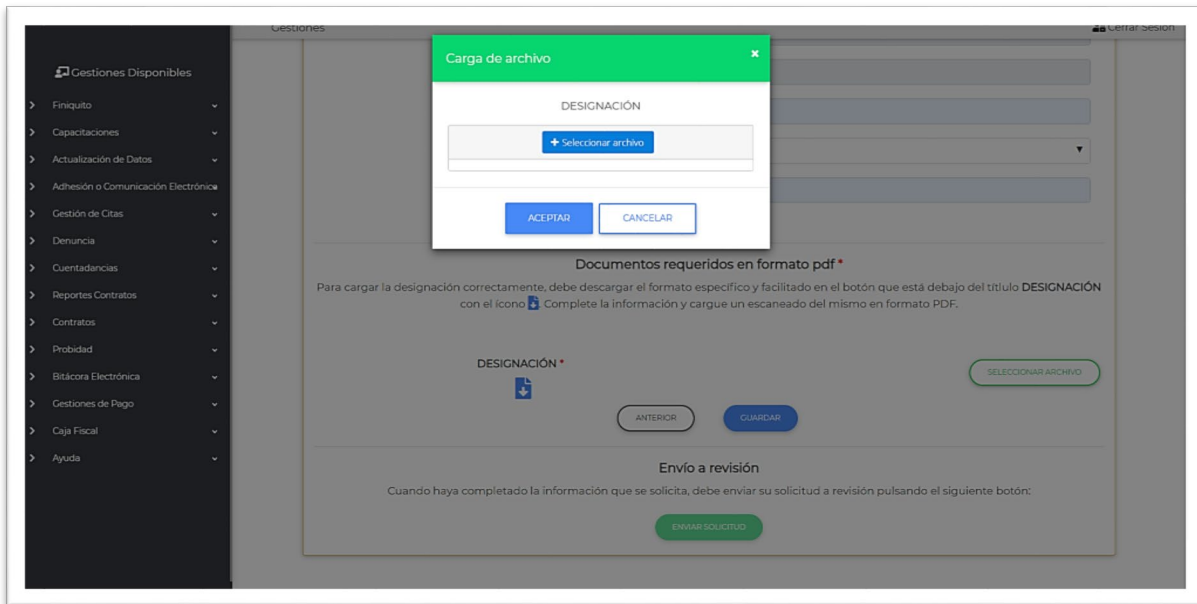 Gestiones
Cerrar Sesión
Gestiones Disponibles
Finiquito
Capacitaciones
Actualización de Datos
Adhesión o Comunicación Electrónica
Gestión de Citas
Denuncia
Cuentadancias
Reportes Contratos
Contratos
Probidad
Bitácora Electrónica
Gestiones de Pago
Caja Fiscal
Ayuda
Carga de archivo
DESIGNACIÓN
+ Seleccionar archivo
ACEPTAR
CANCELAR
Documentos requeridos en formato pdf *
Para cargar la designación correctamente, debe descargar el formato específico y facilitado en el botón que está debajo del título DESIGNACIÓN
con el ícono . Complete la información y cargue un escaneado del mismo en formato PDF.
DESIGNACIÓN *
SELECCIONAR ARCHIVO
ANTERIOR
GUARDAR
Envío a revisión
Cuando haya completado la información que se solicita, debe enviar su solicitud a revisión pulsando el siguiente botón:
ENVIAR SOLICITUD